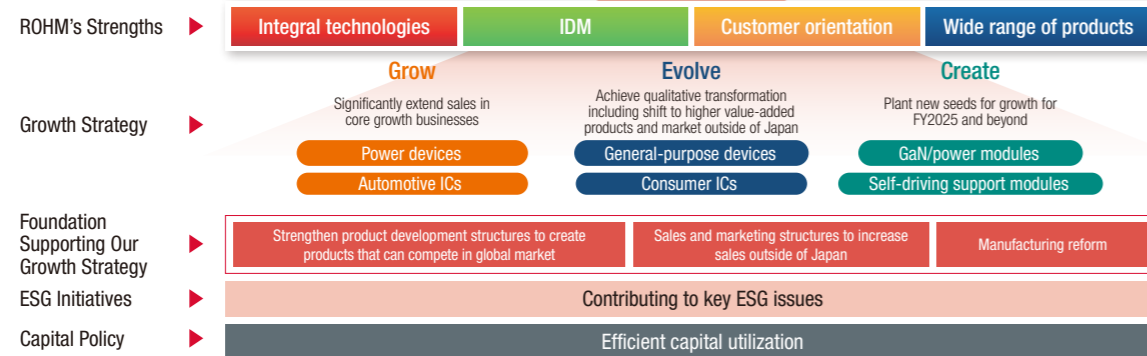 ROHM's Strengths
Integral technologies
IDM
Customer orientation
Wide range of products
Growth Strategy
Grow
Significantly extend sales in
core growth businesses
Power devices
Automotive ICs
Evolve
Achieve qualitative transformation
including shift to higher value-added
products and market outside of Japan
General-purpose devices
Consumer ICs
Create
Plant new seeds for growth for
FY2025 and beyond
GaN/power modules
Self-driving support modules
Foundation
Supporting Our
Growth Strategy
Strengthen product development structures to create
products that can compete in global market
Sales and marketing structures to increase
sales outside of Japan
Manufacturing reform
ESG Initiatives
Contributing to key ESG issues
Capital Policy
Efficient capital utilization